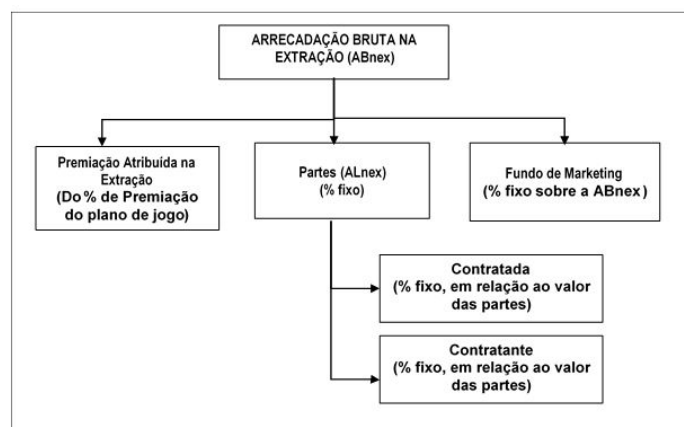 ARRECADAÇÃO BRUTA NA
EXTRAÇÃO (ABnex)
Premiação Atribuída na
Extração
(Do % de Premiação
do plano de jogo)
Partes (ALnex)
(% fixo)
Fundo de Marketing
(% fixo sobre a ABnex)
Contratada
(% fixo, em relação ao valor
das partes)
Contratante
(% fixo, em relação ao valor
das partes)